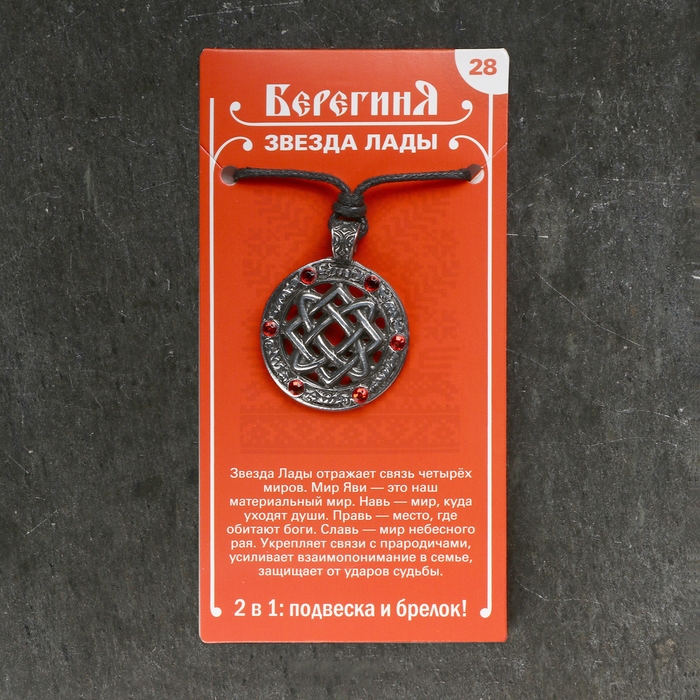 28
БерегинЯ
ЗВЕЗДА ЛАДЫ
Звезда Лады отражает связь четырёх
миров. Мир Яви — это наш
материальный мир. Навь — мир, куда
уходят души. Правь — место, где
обитают боги. Славь — мир небесного
рая. Укрепляет связи с прародичами,
усиливает взаимопонимание в семье,
защищает от ударов судьбы.
2 в 1: подвеска и брелок!